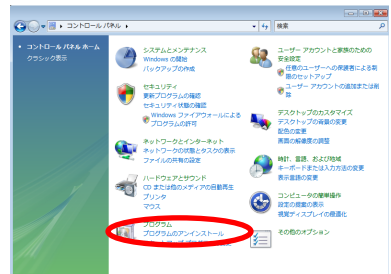 コントロール パネル
検索
コントロール パネル ホーム
クラシック表示
システムとメンテナンス
Windows の開始
バックアップの作成
セキュリティ
更新プログラムの確認
セキュリティ状態の確認
Windows ファイアウォールによる
プログラムの許可
ネットワークとインターネット
ネットワークの状態とタスクの表示
ファイルの共有の設定
ハードウェアとサウンド
CD または他のメディアの自動再生
プリンタ
マウス
プログラム
プログラムのアンインストール
ユーザー アカウントと家族のための
安全設定
任意のユーザーへの保護者による制
限のセットアップ
ユーザー アカウントの追加または削
除
デスクトップのカスタマイズ
デスクトップの背景の変更
配色の変更
画面の解像度の調整
時計、言語、および地域
キーボードまたは入力方法の変更
表示言語の変更
コンピュータの簡単操作
設定の提案の表示
視覚ディスプレイの最適化
その他のオプション